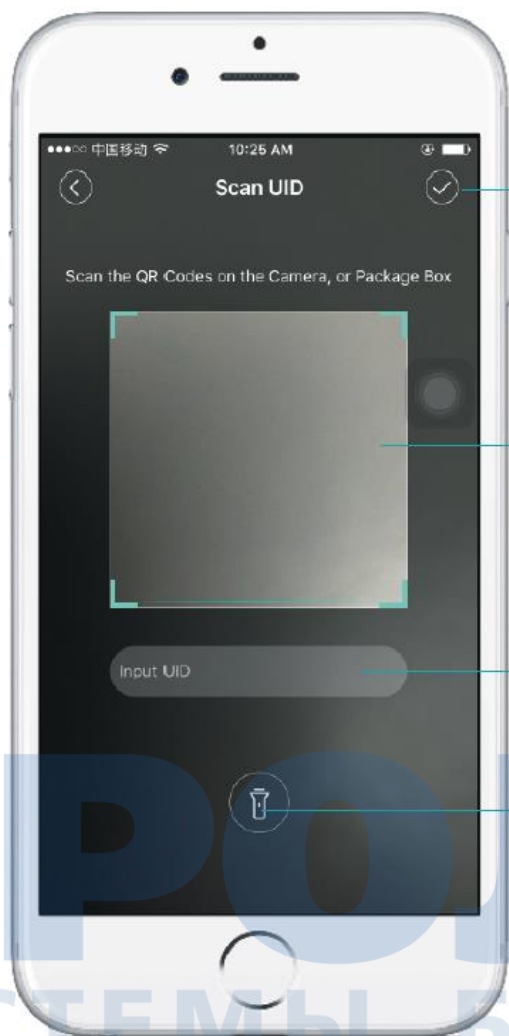 中国移动 10:25 AM
Scan UID
Scan the QR Codes on the Camera, or Package Box
Input UID
РОЛ
СТЕМЫ Б